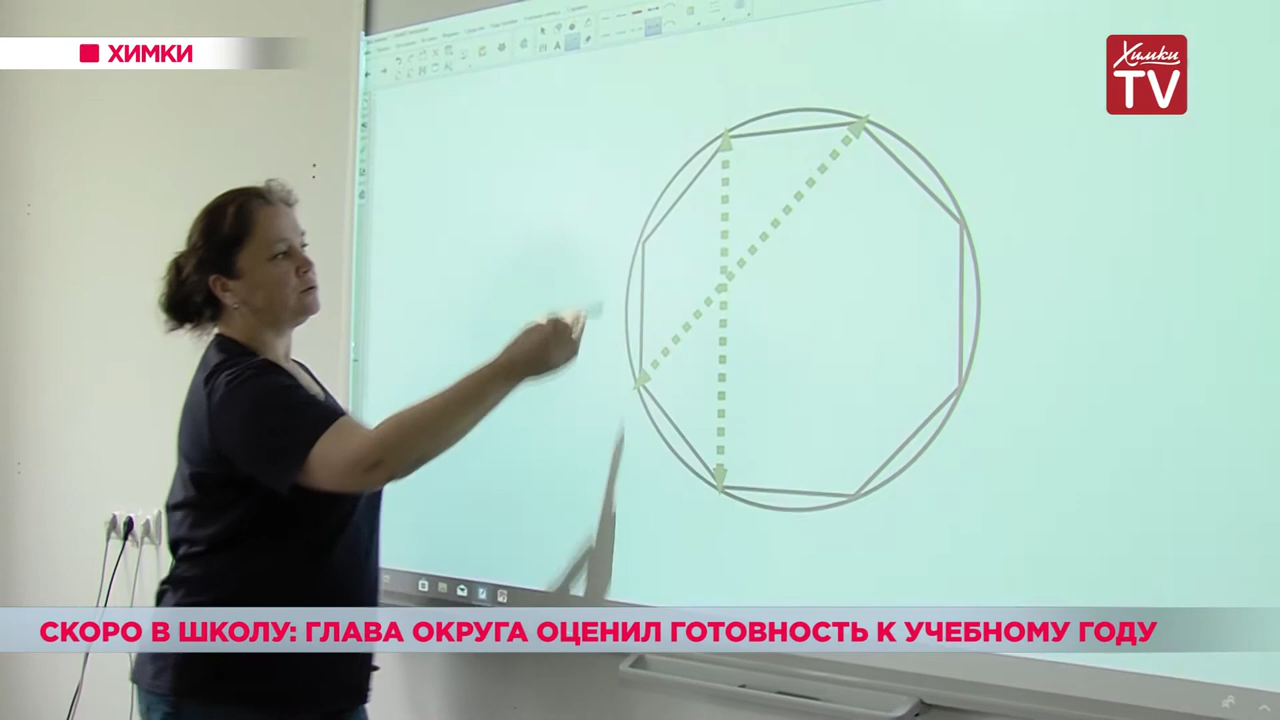 ХИМКИ
Химки
TV
СКОРО В ШКОЛУ: ГЛАВА ОКРУГА ОЦЕНИЛ ГОТОВНОСТЬ К УЧЕБНОМУ ГОДУ